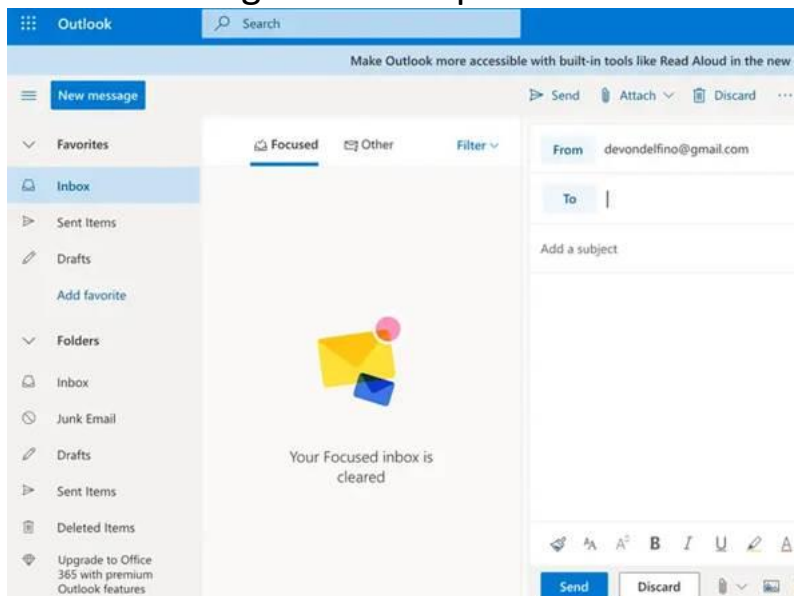 Outlook
Search
Make Outlook more accessible with built-in tools like Read Aloud in the new
New message
Send Attach Discard ...
Favorites
Focused Other Filter
From devondelfino@gmail.com
Inbox
To
Sent Items
Add a subject
Drafts
Add favorite
Folders
Inbox
Junk Email
Drafts
Your Focused inbox is
cleared
Sent Items
Deleted Items
Upgrade to Office
365 with premium
Outlook features
B I U A
Send Discard